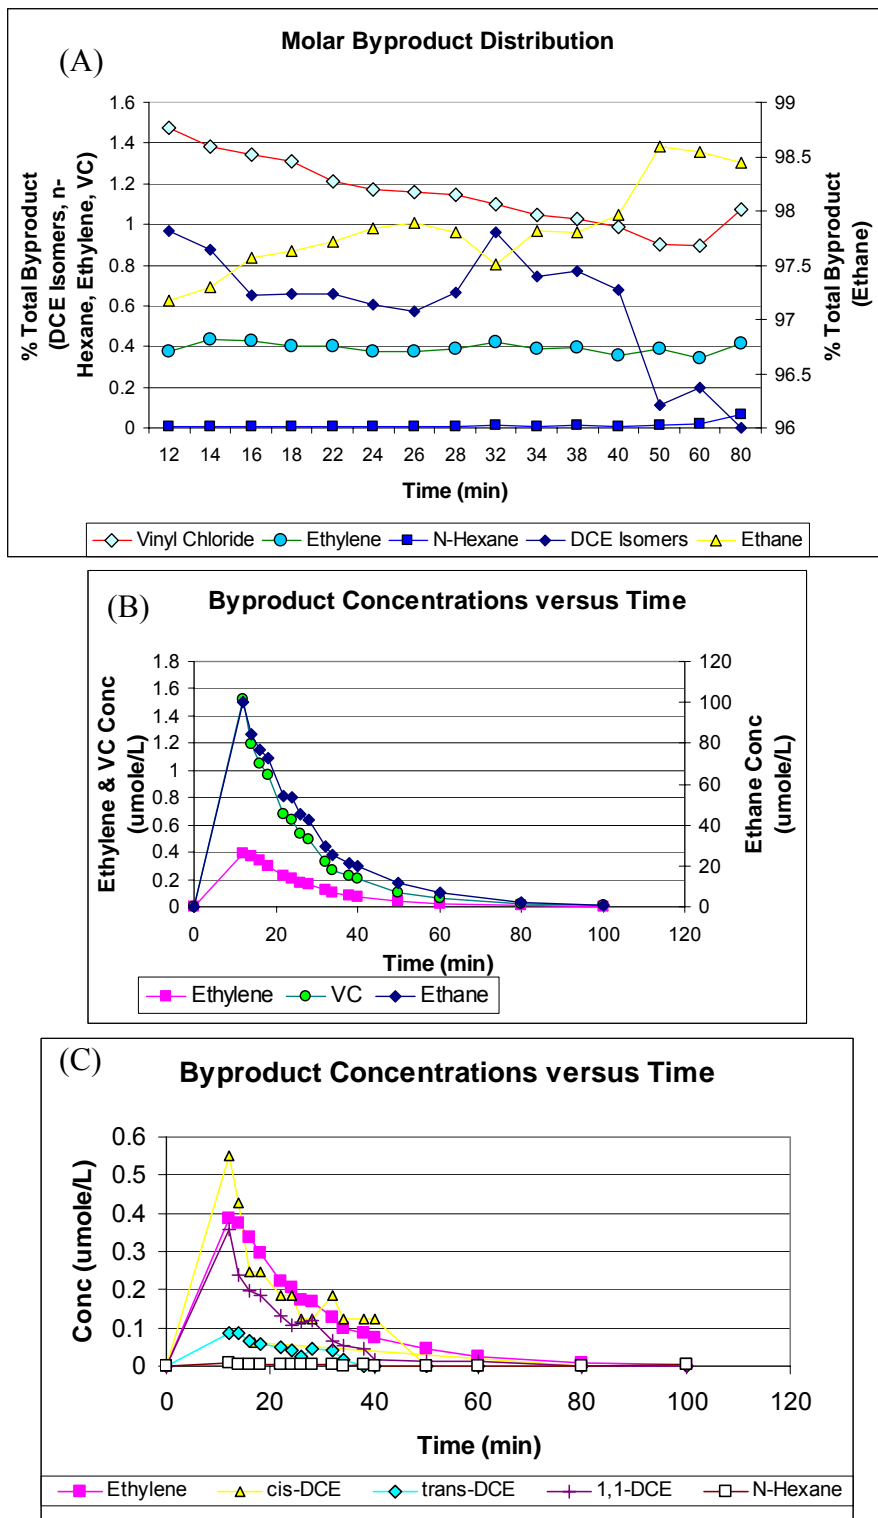 (A)
Molar Byproduct Distribution
% Total Byproduct
(DCE Isomers, n-
Hexane, Ethylene, VC)
1.6
1.4
1.2
1
0.8
0.6
0.4
0.2
0
99
98.5
98
97.5
97
96.5
96
% Total Byproduct
(Ethane)
12 14 16 18 22 24 26 28 32 34 38 40 50 60 80
Time (min)
Vinyl Chloride Ethylene N-Hexane DCE Isomers Ethane
(B)
Byproduct Concentrations versus Time
Ethylene & VC Conc
(umole/L)
1.8
1.6
1.4
1.2
1
0.8
0.6
0.4
0.2
0
120
100
80
60
40
20
0
Ethane Conc
(umole/L)
0 20 40 60 80 100 120
Time (min)
Ethylene VC Ethane
(C)
Byproduct Concentrations versus Time
Conc (umole/L)
0.6
0.5
0.4
0.3
0.2
0.1
0
0 20 40 60 80 100 120
Time (min)
Ethylene cis-DCE trans-DCE 1,1-DCE N-Hexane